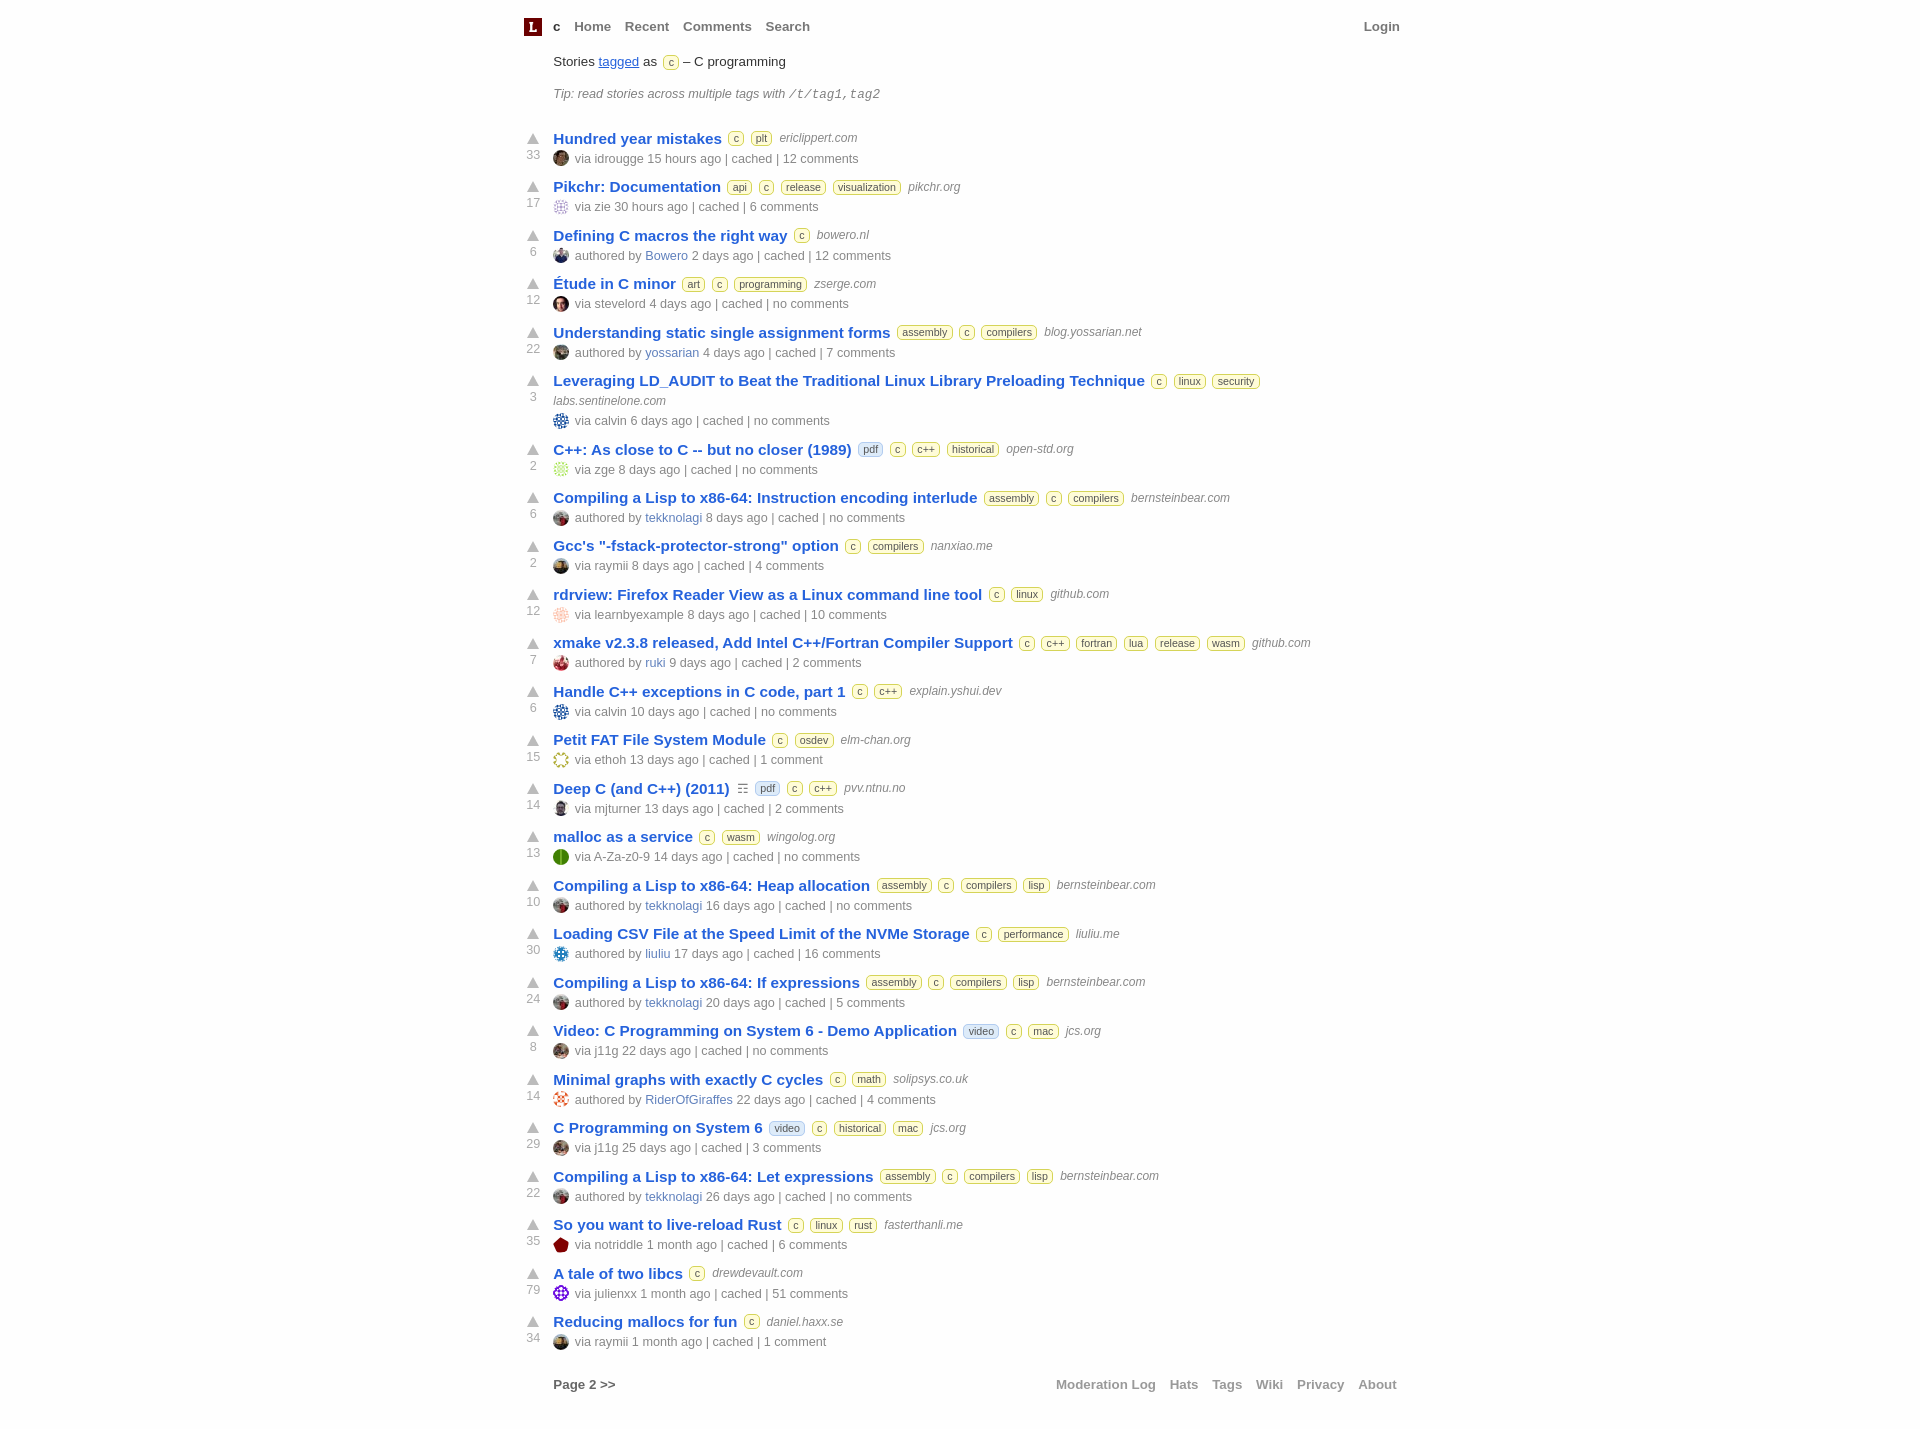 L c Home Recent Comments Search Login
Stories tagged as c – C programming
Tip: read stories across multiple tags with /t/tag1,tag2
Hundred year mistakes c plt ericlippert.com
33 via idrougge 15 hours ago | cached | 12 comments
Pikchr: Documentation api c release visualization pikchr.org
17 via zie 30 hours ago | cached | 6 comments
Defining C macros the right way c bowero.nl
6 authored by Bowero 2 days ago | cached | 12 comments
Étude in C minor art c programming zserge.com
12 via stevelord 4 days ago | cached | no comments
Understanding static single assignment forms assembly c compilers blog.yossarian.net
22 authored by yossarian 4 days ago | cached | 7 comments
Leveraging LD_AUDIT to Beat the Traditional Linux Library Preloading Technique c linux security
3 labs.sentinelone.com
via calvin 6 days ago | cached | no comments
C++: As close to C -- but no closer (1989) pdf c c++ historical open-std.org
2 via zge 8 days ago | cached | no comments
Compiling a Lisp to x86-64: Instruction encoding interlude assembly c compilers bernsteinbear.com
6 authored by tekknolagi 8 days ago | cached | no comments
Gcc's "-fstack-protector-strong" option c compilers nanxiao.me
2 via raymii 8 days ago | cached | 4 comments
rdrview: Firefox Reader View as a Linux command line tool c linux github.com
12 via learnbyexample 8 days ago | cached | 10 comments
xmake v2.3.8 released, Add Intel C++/Fortran Compiler Support c c++ fortran lua release wasm github.com
7 authored by ruki 9 days ago | cached | 2 comments
Handle C++ exceptions in C code, part 1 c c++ explain.yshui.dev
6 via calvin 10 days ago | cached | no comments
Petit FAT File System Module c osdev elm-chan.org
15 via ethoh 13 days ago | cached | 1 comment
Deep C (and C++) (2011) ☶ pdf c c++ pvv.ntnu.no
14 via mjturner 13 days ago | cached | 2 comments
malloc as a service c wasm wingolog.org
13 via A-Za-z0-9 14 days ago | cached | no comments
Compiling a Lisp to x86-64: Heap allocation assembly c compilers lisp bernsteinbear.com
10 authored by tekknolagi 16 days ago | cached | no comments
Loading CSV File at the Speed Limit of the NVMe Storage c performance liuliu.me
30 authored by liuliu 17 days ago | cached | 16 comments
Compiling a Lisp to x86-64: If expressions assembly c compilers lisp bernsteinbear.com
24 authored by tekknolagi 20 days ago | cached | 5 comments
Video: C Programming on System 6 - Demo Application video c mac jcs.org
8 via j11g 22 days ago | cached | no comments
Minimal graphs with exactly C cycles c math solipsys.co.uk
14 authored by RiderOfGiraffes 22 days ago | cached | 4 comments
C Programming on System 6 video c historical mac jcs.org
29 via j11g 25 days ago | cached | 3 comments
Compiling a Lisp to x86-64: Let expressions assembly c compilers lisp bernsteinbear.com
22 authored by tekknolagi 26 days ago | cached | no comments
So you want to live-reload Rust c linux rust fasterthanli.me
35 via notriddle 1 month ago | cached | 6 comments
A tale of two libcs c drewdevault.com
79 via julienxx 1 month ago | cached | 51 comments
Reducing mallocs for fun c daniel.haxx.se
34 via raymii 1 month ago | cached | 1 comment
Page 2 >> Moderation Log Hats Tags Wiki Privacy About